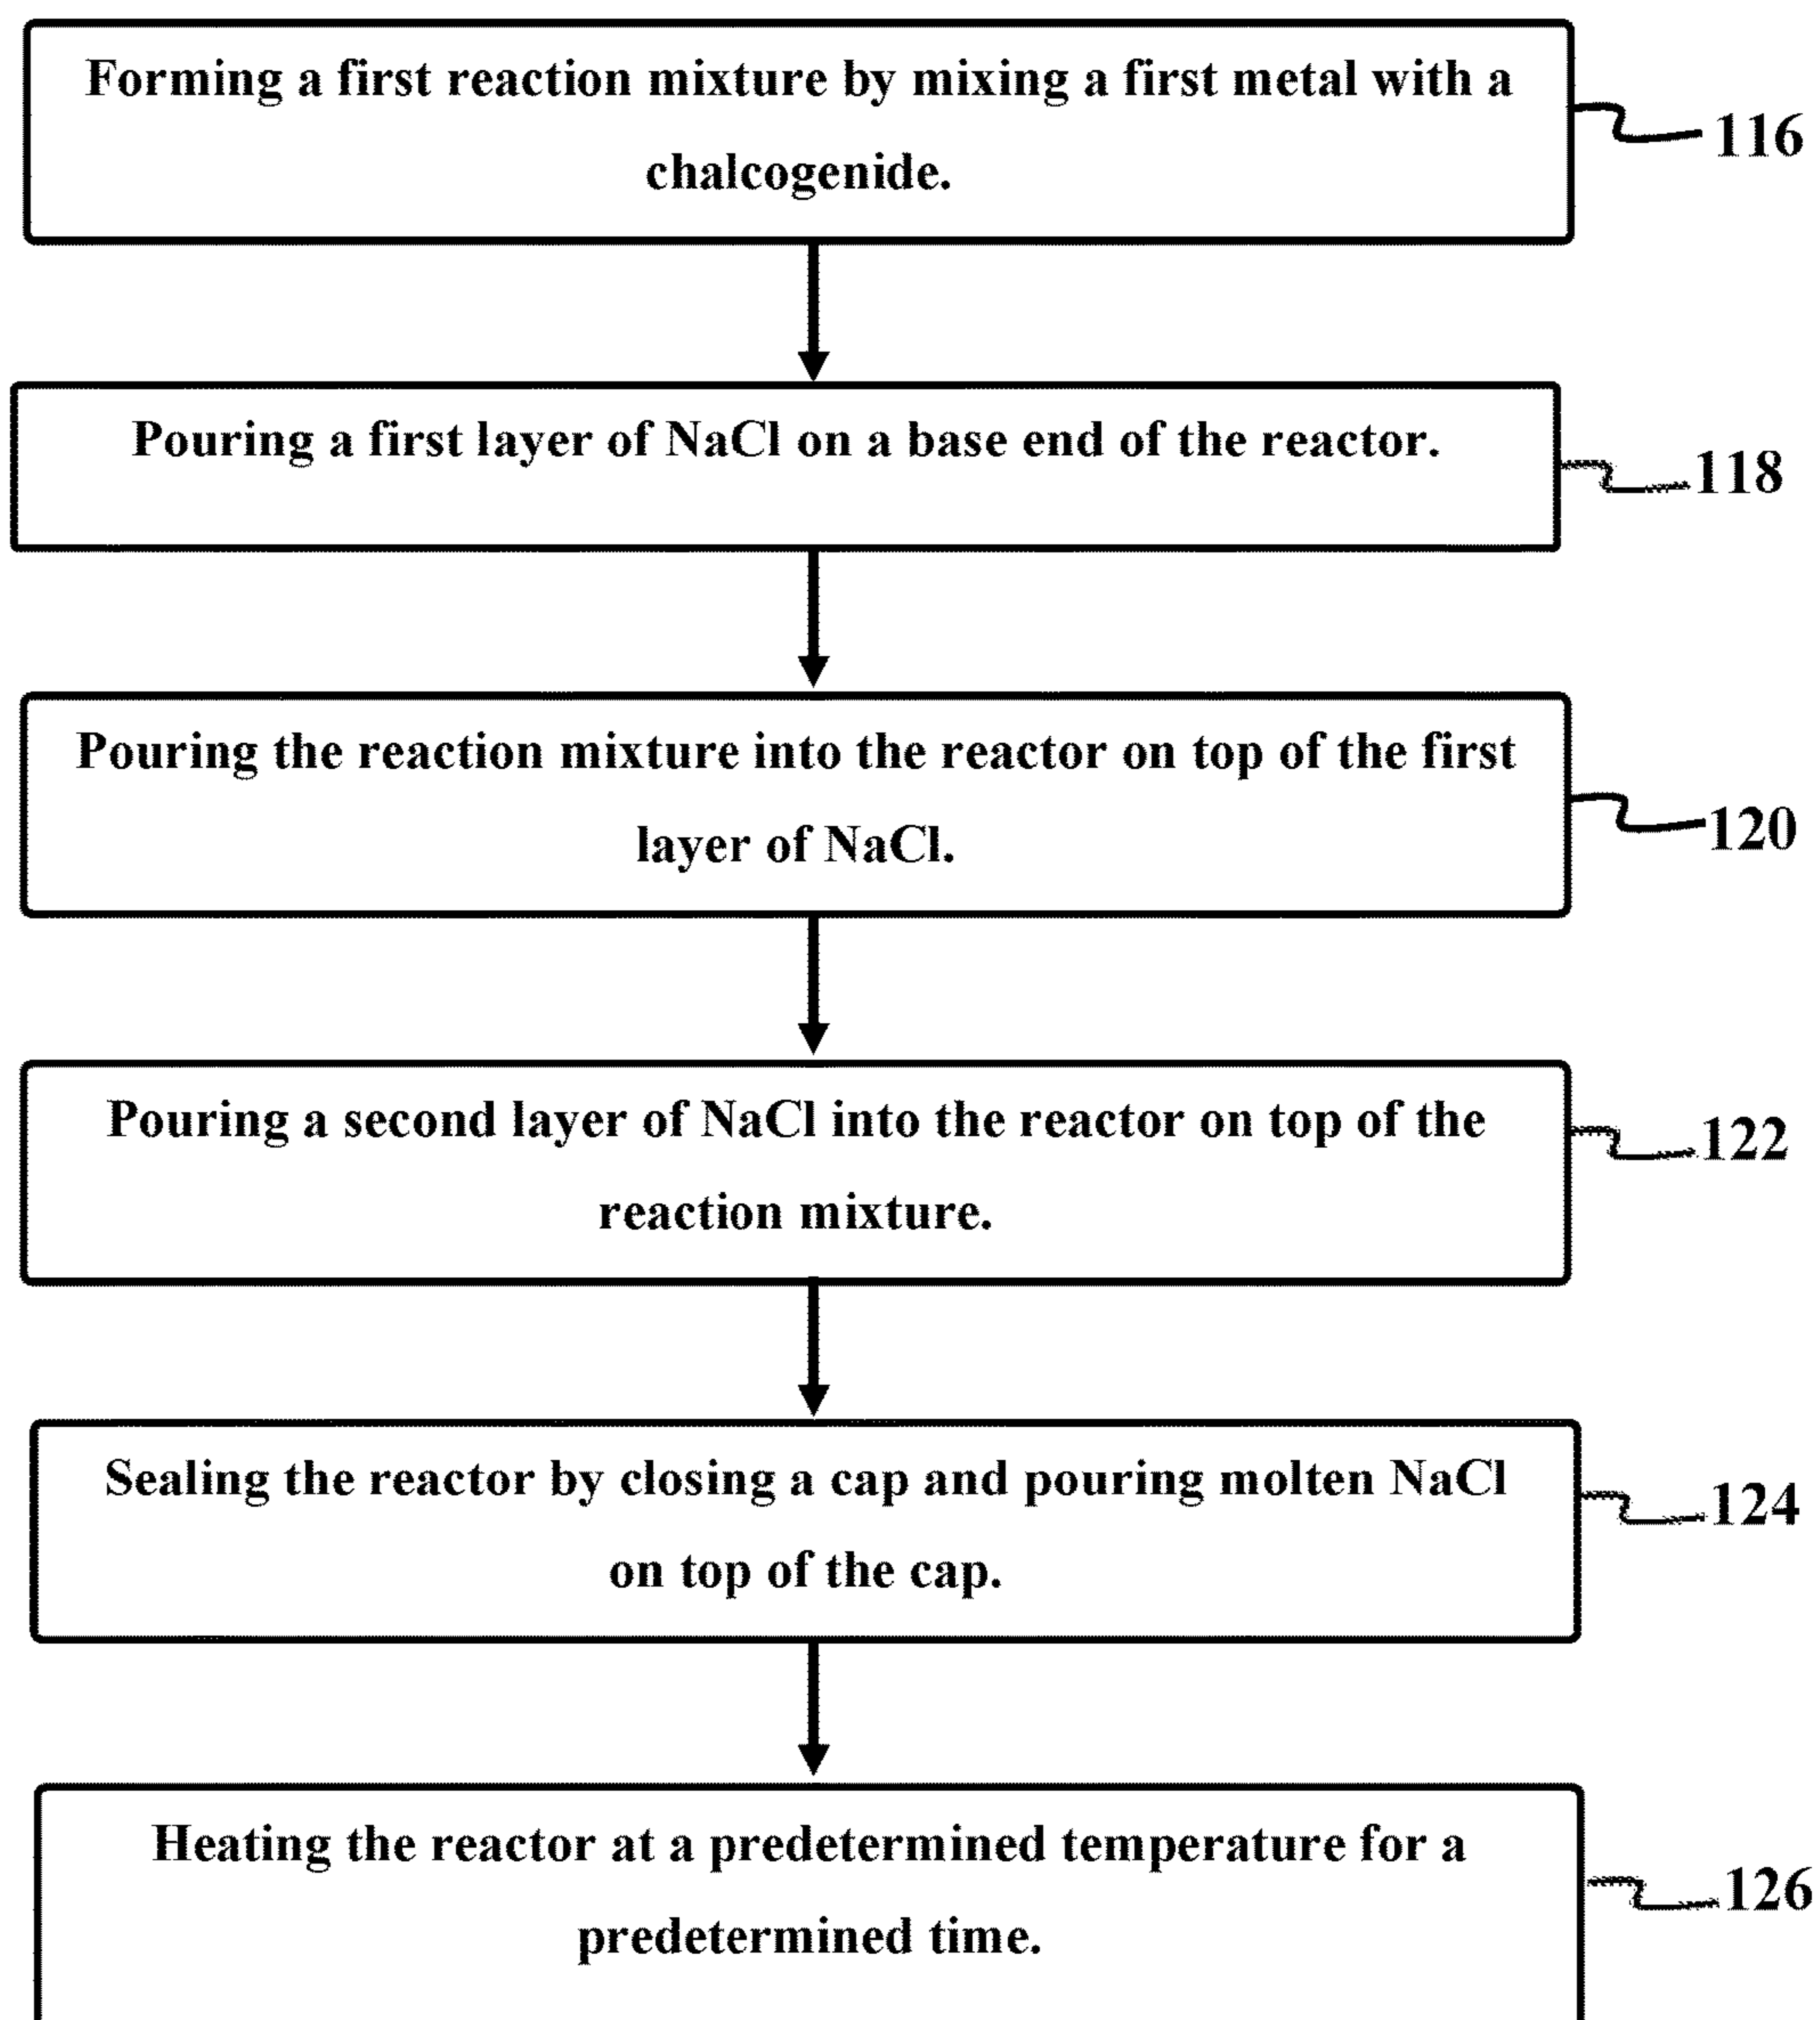 Forming a first reaction mixture by mixing a first metal with a
chalcogenide.
116
Pouring a first layer of NaCl on a base end of the reactor.
118
Pouring the reaction mixture into the reactor on top of the first
layer of NaCl.
120
Pouring a second layer of NaCl into the reactor on top of the
reaction mixture.
122
Sealing the reactor by closing a cap and pouring molten NaCl
on top of the cap.
124
Heating the reactor at a predetermined temperature for a
predetermined time.
126